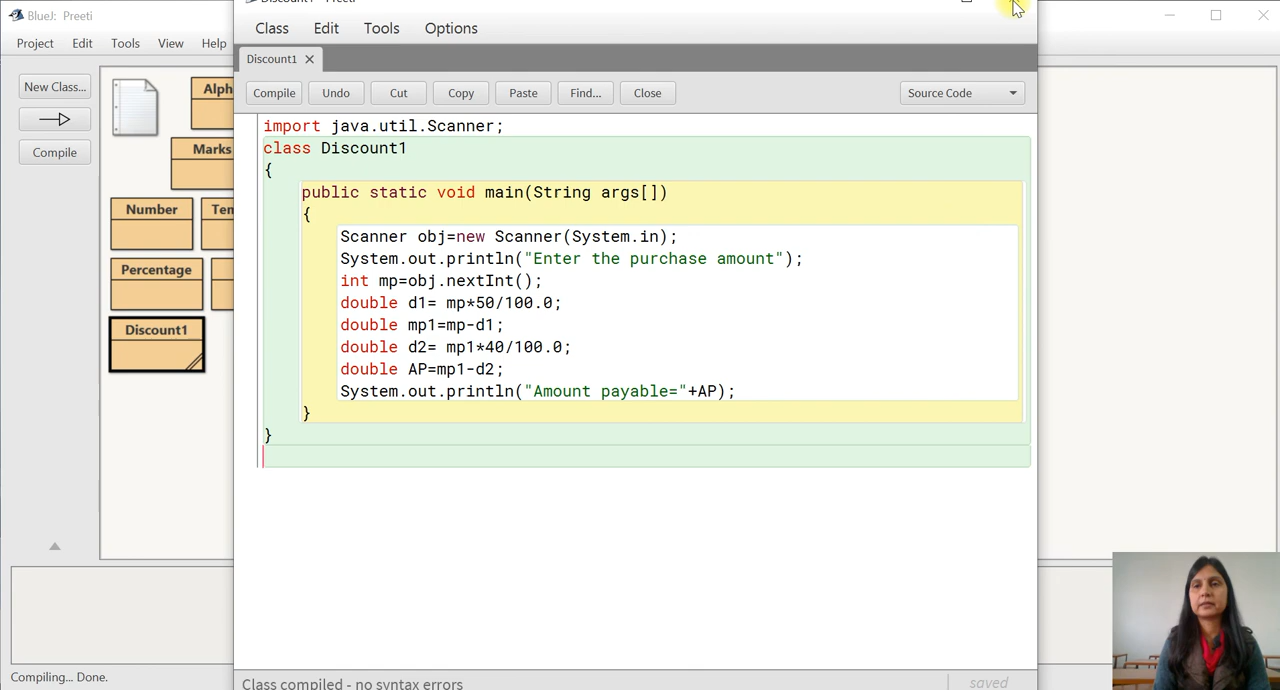 BlueJ: Preeti
Project Edit Tools View Help
New Class...
Compile
Alph
Marks
Number
Ten
Percentage
Discount1
Compiling... Done.
Class Edit Tools Options
Discount1
Compile Undo Cut Copy Paste Find... Close Source Code
import java.util.Scanner;
class Discount1
{
public static void main(String args[])
{
Scanner obj=new Scanner(System.in);
System.out.println("Enter the purchase amount");
int mp=obj.nextInt();
double d1= mp*50/100.0;
double mp1=mp-d1;
double d2= mp1*40/100.0;
double AP=mp1-d2;
System.out.println("Amount payable="+AP);
}
}
Class compiled - no syntax errors
saved